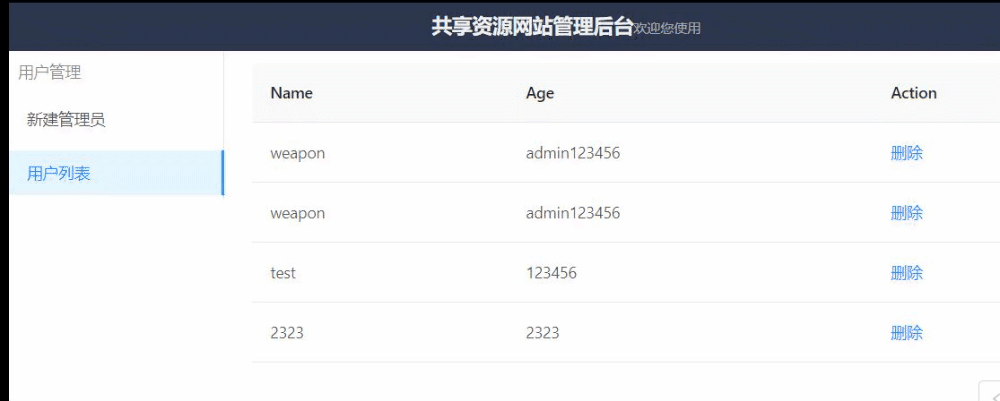 共享资源网站管理后台欢迎您使用
用户管理
新建管理员
用户列表
Name Age Action
weapon admin123456 删除
weapon admin123456 删除
test 123456 删除
2323 2323 删除